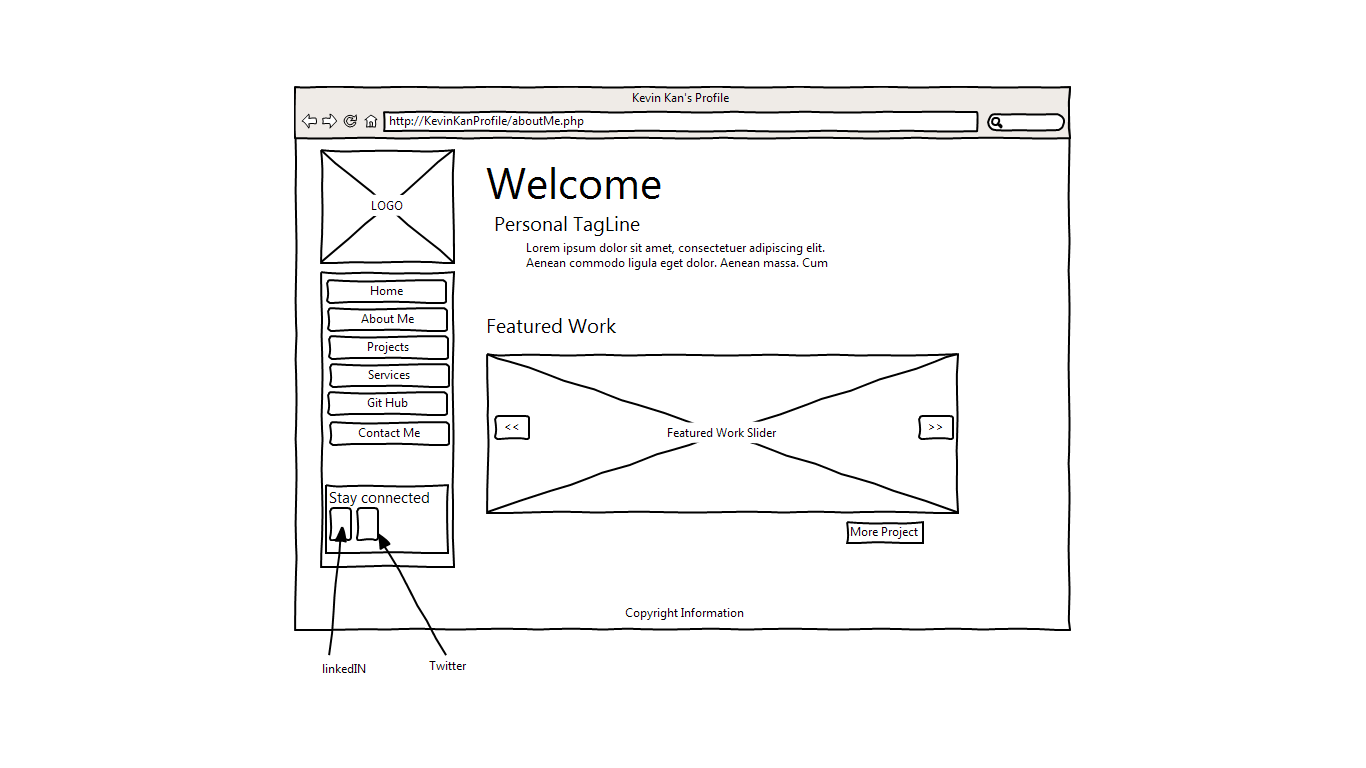 Kevin Kan's Profile
http://KevinKanProfile/aboutMe.php
LOGO
Home
About Me
Projects
Services
Git Hub
Contact Me
Stay connected
Welcome
Personal TagLine
Lorem ipsum dolor sit amet, consectetuer adipiscing elit.
Aenean commodo ligula eget dolor. Aenean massa. Cum
Featured Work
<<
Featured Work Slider
>>
More Project
Copyright Information
linkedIN
Twitter